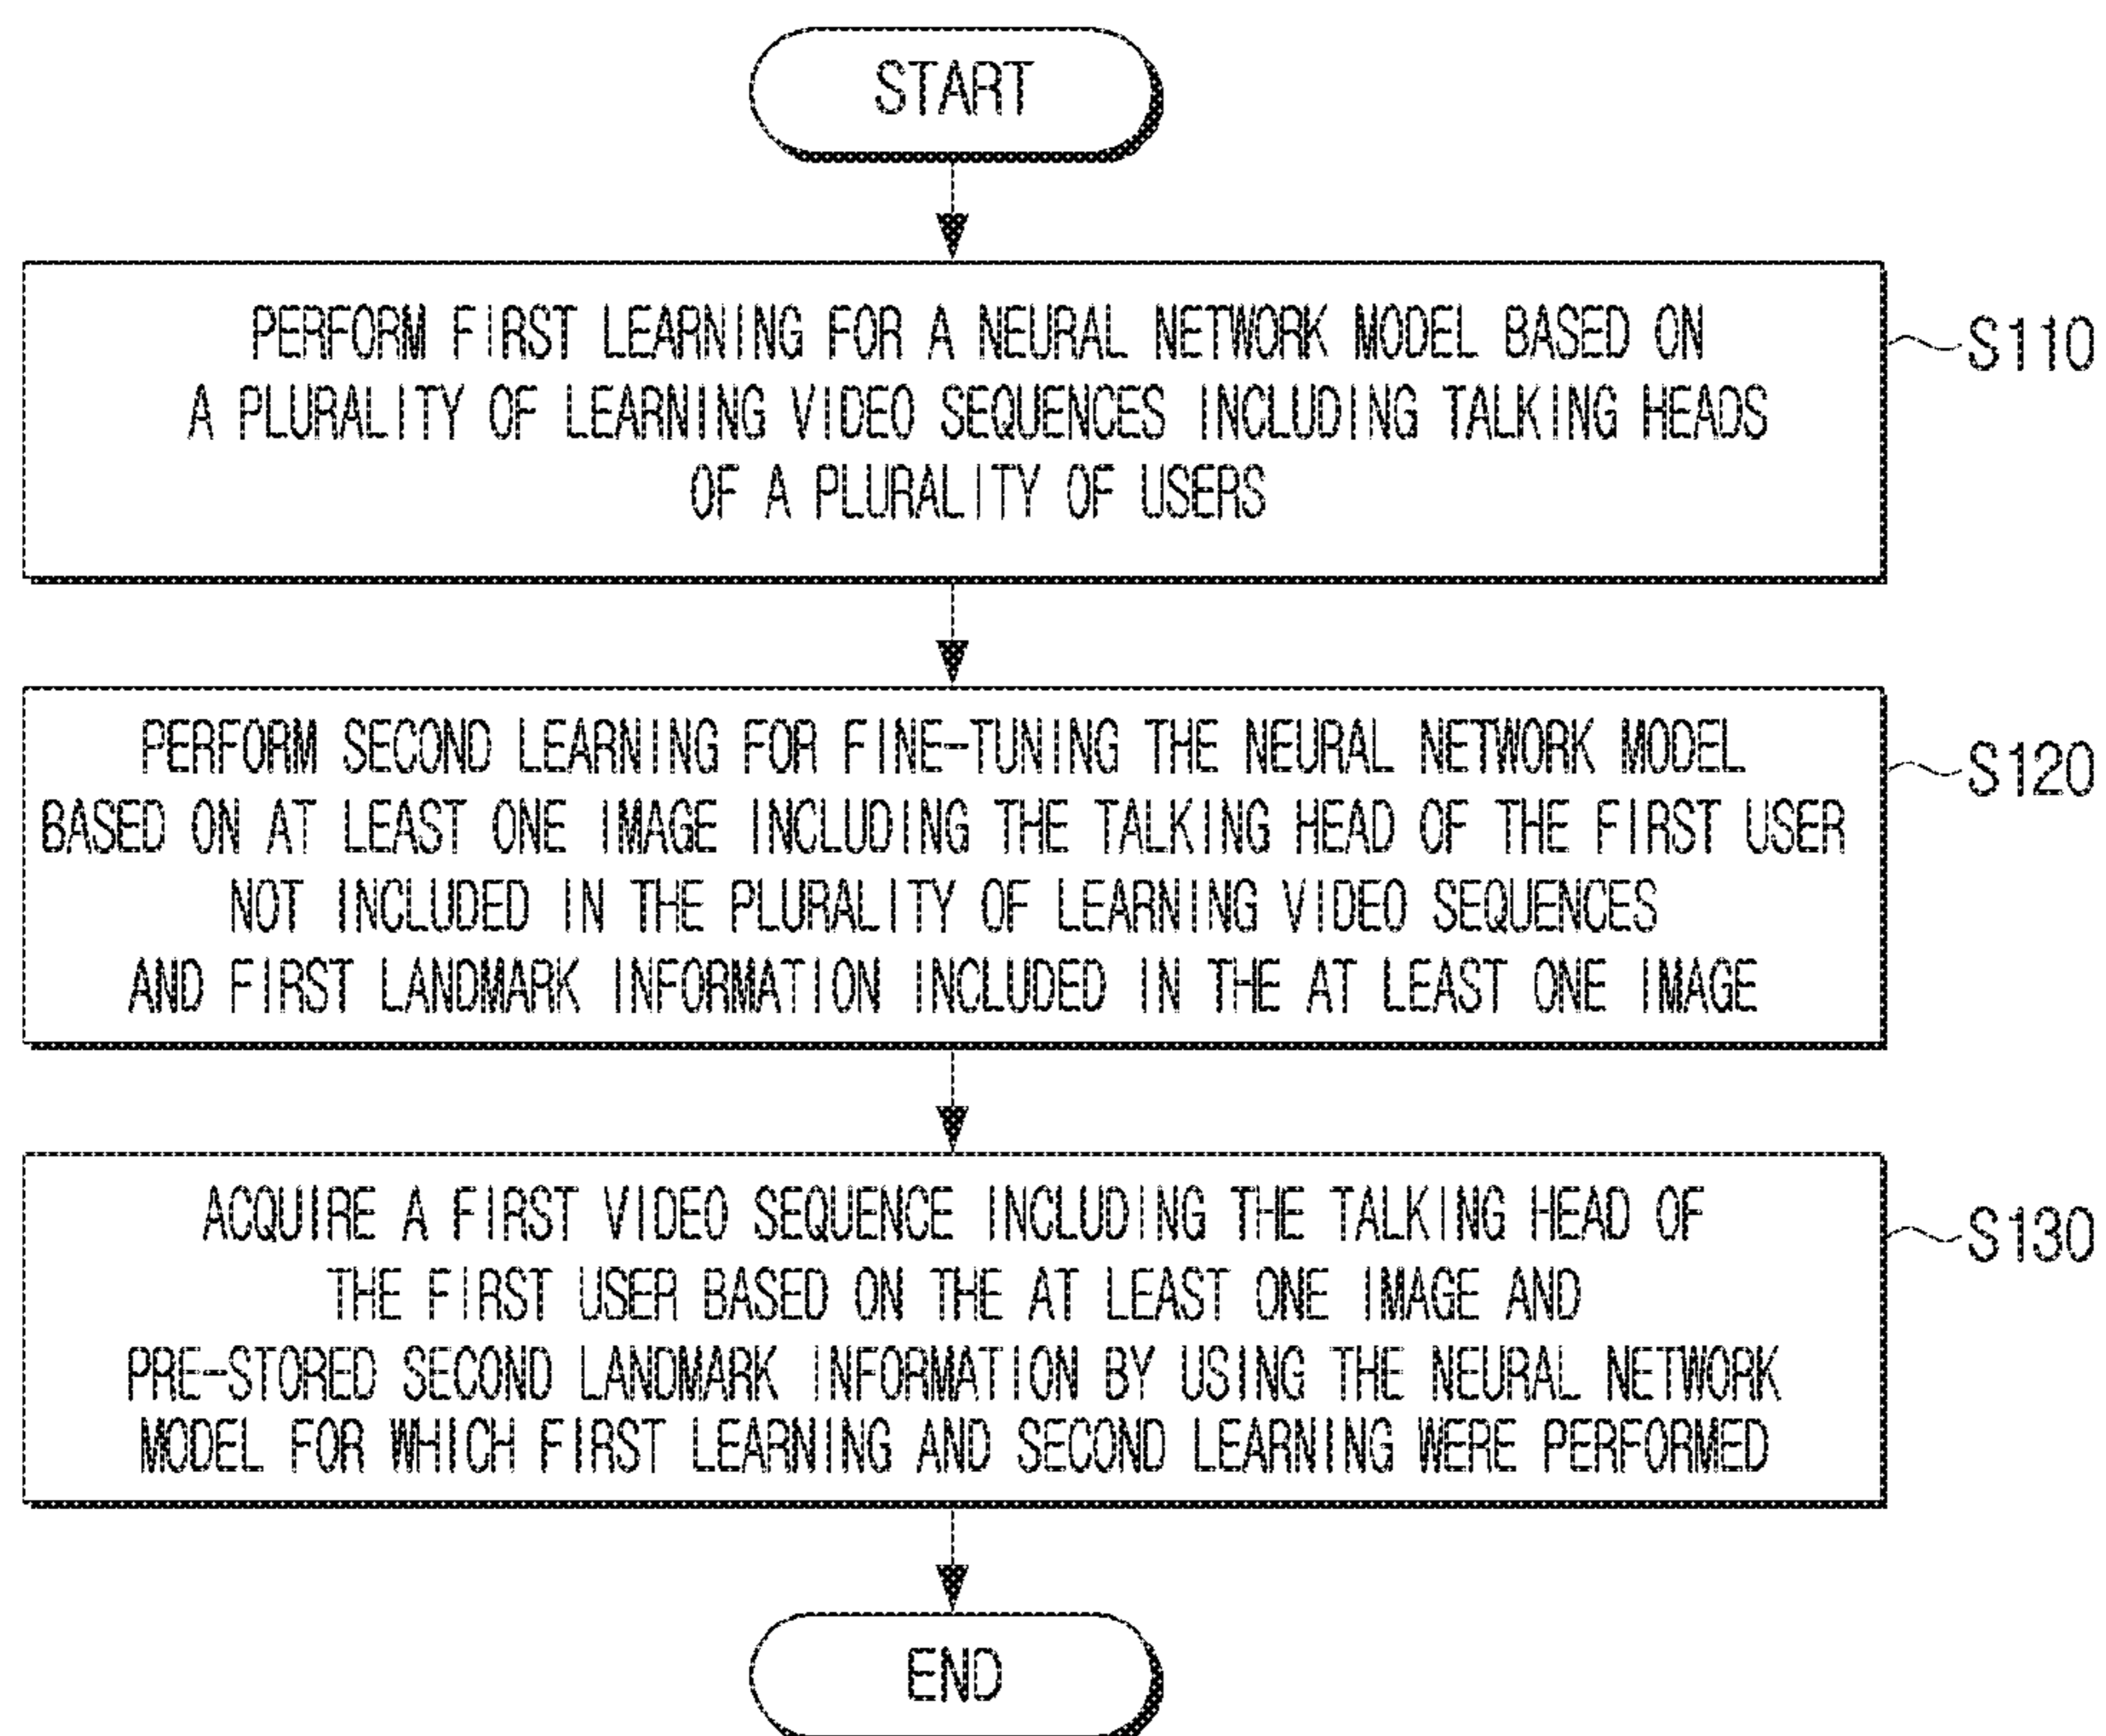 START
PERFORM FIRST LEARNING FOR A NEURAL NETWORK MODEL BASED ON
A PLURALITY OF LEARNING VIDEO SEQUENCES INCLUDING TALKING HEADS
OF A PLURALITY OF USERS
S110
PERFORM SECOND LEARNING FOR FINE-TUNING THE NEURAL NETWORK MODEL
BASED ON AT LEAST ONE IMAGE INCLUDING THE TALKING HEAD OF THE FIRST USER
NOT INCLUDED IN THE PLURALITY OF LEARNING VIDEO SEQUENCES
AND FIRST LANDMARK INFORMATION INCLUDED IN THE AT LEAST ONE IMAGE
S120
ACQUIRE A FIRST VIDEO SEQUENCE INCLUDING THE TALKING HEAD OF
THE FIRST USER BASED ON THE AT LEAST ONE IMAGE AND
PRE-STORED SECOND LANDMARK INFORMATION BY USING THE NEURAL NETWORK
MODEL FOR WHICH FIRST LEARNING AND SECOND LEARNING WERE PERFORMED
S130
END